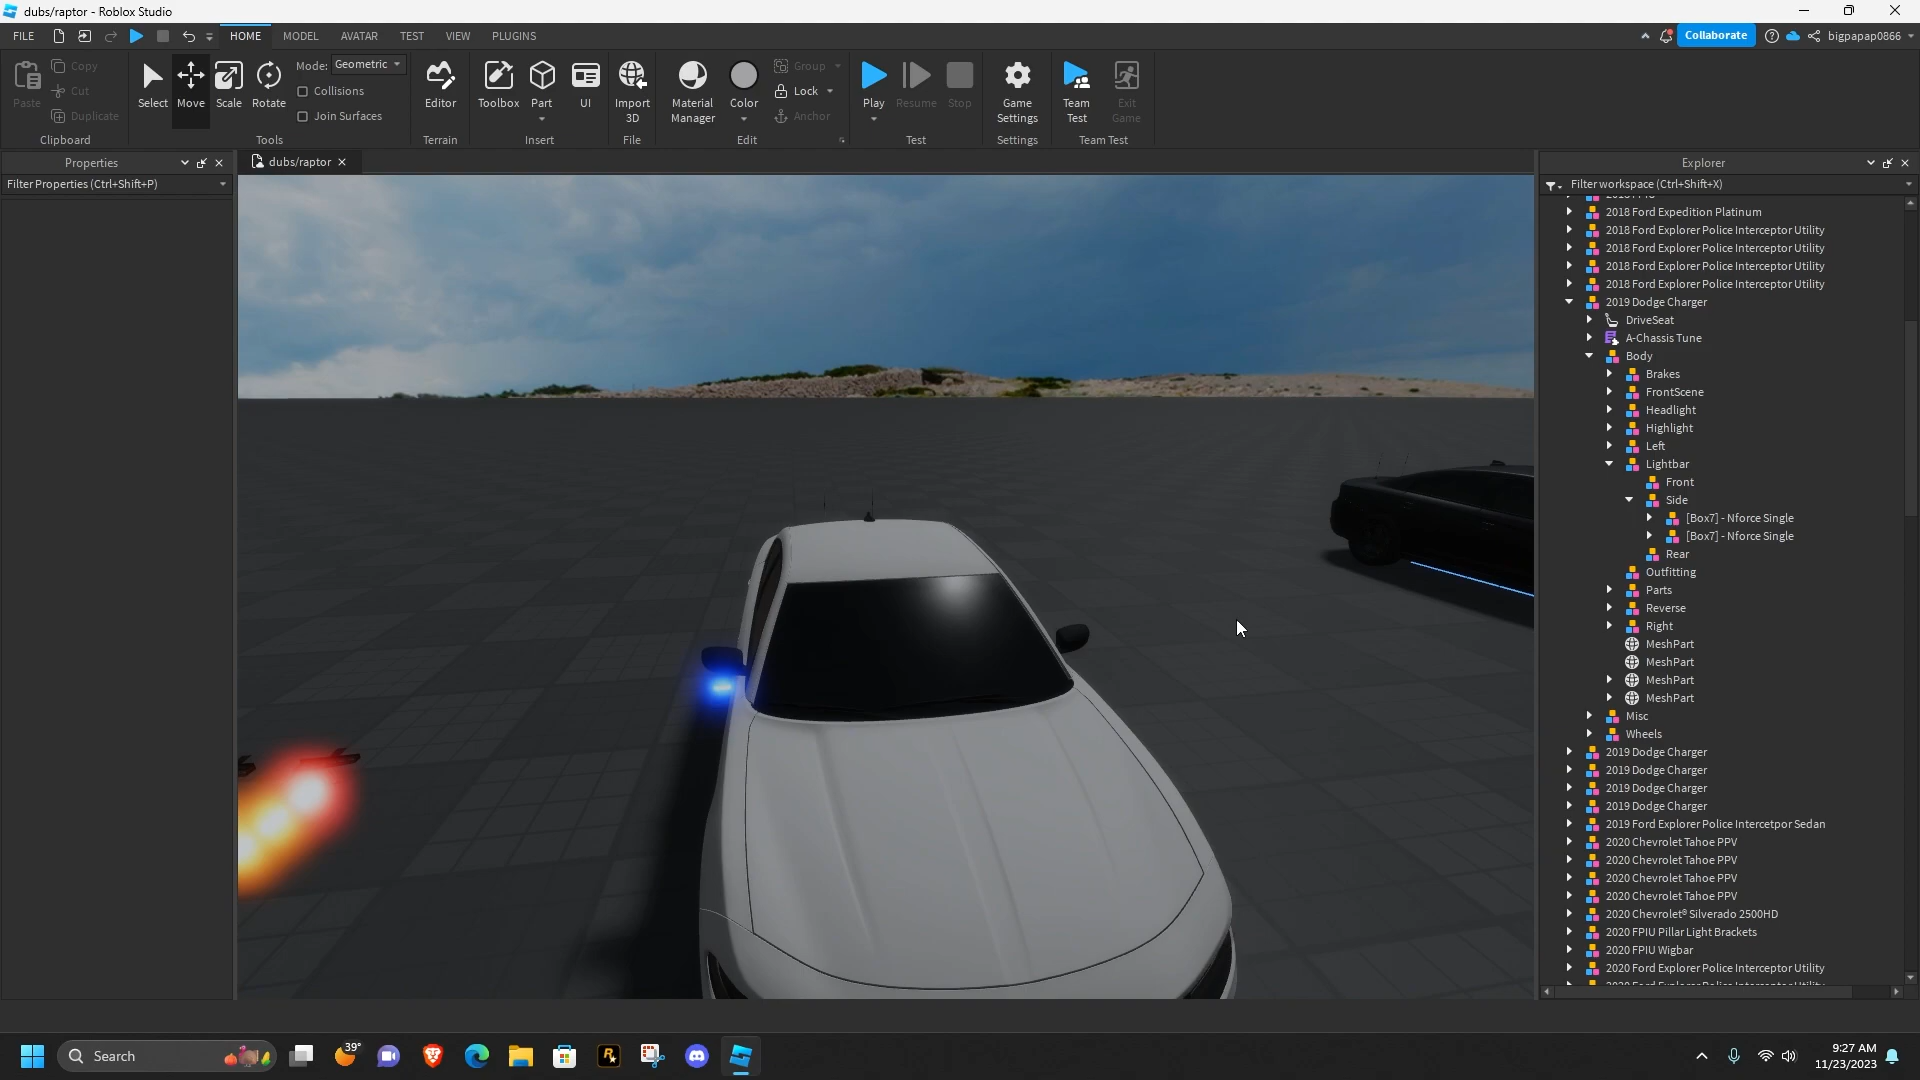 dubs/raptor - Roblox Studio
FILE
HOME
MODEL
AVATAR
TEST
VIEW
PLUGINS
Collaborate
bigpapap0866
Paste
Copy
Cut
Duplicate
Clipboard
Select
Move
Scale
Rotate
Mode: Geometric
Collisions
Join Surfaces
Tools
Editor
Terrain
Toolbox
Part
UI
Insert
Import
3D
File
Material
Manager
Color
Group
Lock
Anchor
Edit
Play
Resume
Stop
Test
Game
Settings
Settings
Team
Test
Exit
Game
Team Test
Properties
Filter Properties (Ctrl+Shift+P)
dubs/raptor
Explorer
Filter workspace (Ctrl+Shift+X)
2018 Ford Expedition Platinum
2018 Ford Explorer Police Interceptor Utility
2018 Ford Explorer Police Interceptor Utility
2018 Ford Explorer Police Interceptor Utility
2018 Ford Explorer Police Interceptor Utility
2019 Dodge Charger
DriveSeat
A-Chassis Tune
Body
Brakes
FrontScene
Headlight
Highlight
Left
Lightbar
Front
Side
[Box7] - Nforce Single
[Box7] - Nforce Single
Rear
Outfitting
Parts
Reverse
Right
MeshPart
MeshPart
MeshPart
MeshPart
Misc
Wheels
2019 Dodge Charger
2019 Dodge Charger
2019 Dodge Charger
2019 Dodge Charger
2019 Ford Explorer Police Intercetpor Sedan
2020 Chevrolet Tahoe PPV
2020 Chevrolet Tahoe PPV
2020 Chevrolet Tahoe PPV
2020 Chevrolet Tahoe PPV
2020 Chevrolet® Silverado 2500HD
2020 FPIU Pillar Light Brackets
2020 FPIU Wigbar
2020 Ford Explorer Police Interceptor Utility
Search
39°
9:27 AM
11/23/2023